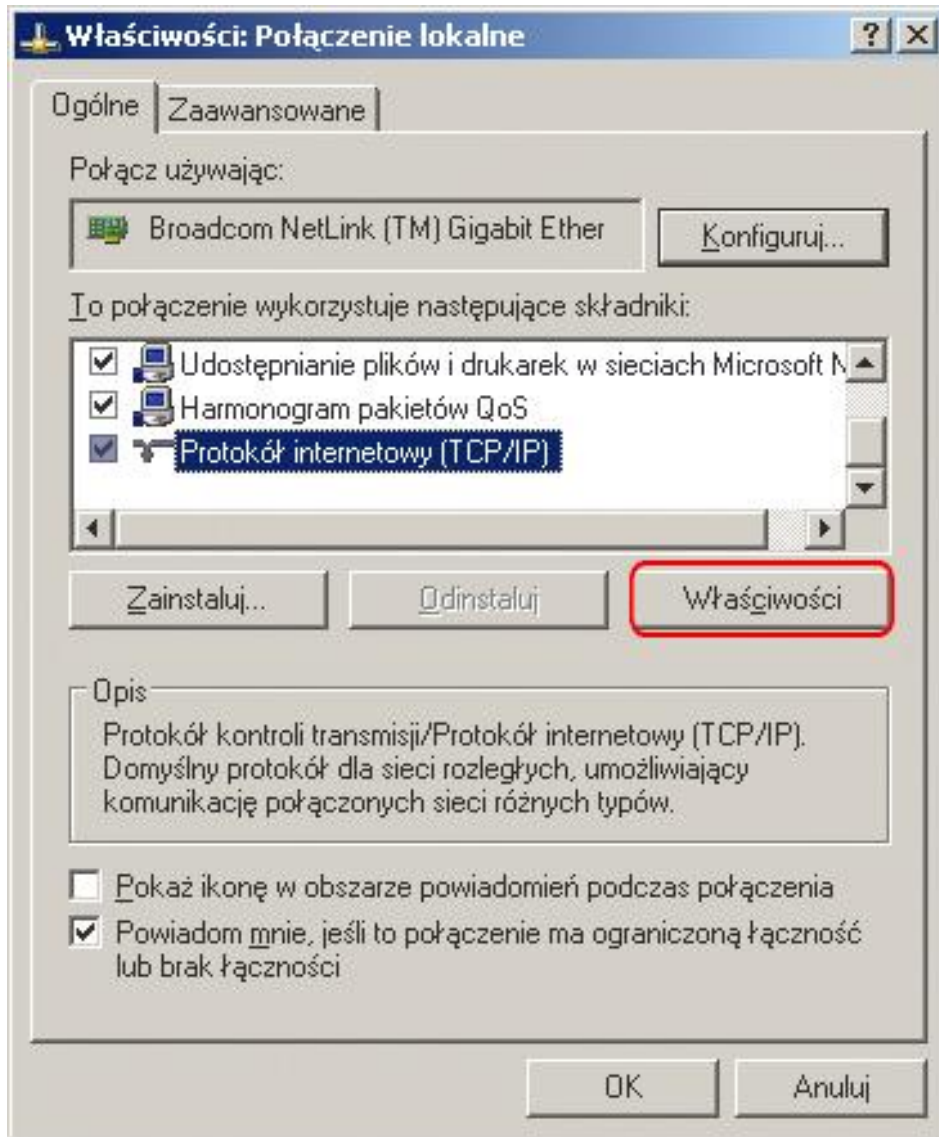 Właściwości: Połączenie lokalne
Ogólne
Zaawansowane
Połącz używając:
Broadcom NetLink (TM) Gigabit Ether
Konfiguruj...
To połączenie wykorzystuje następujące składniki:
Udostępnianie plików i drukarek w sieciach Microsoft N
Harmonogram pakietów QoS
Protokół internetowy (TCP/IP)
Zainstaluj...
Odinstaluj
Właściwości
Opis
Protokół kontroli transmisji/Protokół internetowy (TCP/IP).
Domyślny protokół dla sieci rozległych, umożliwiający
komunikację połączonych sieci różnych typów.
Pokaż ikonę w obszarze powiadomień podczas połączenia
Powiadom mnie, jeśli to połączenie ma ograniczoną łączność
lub brak łączności
OK
Anuluj